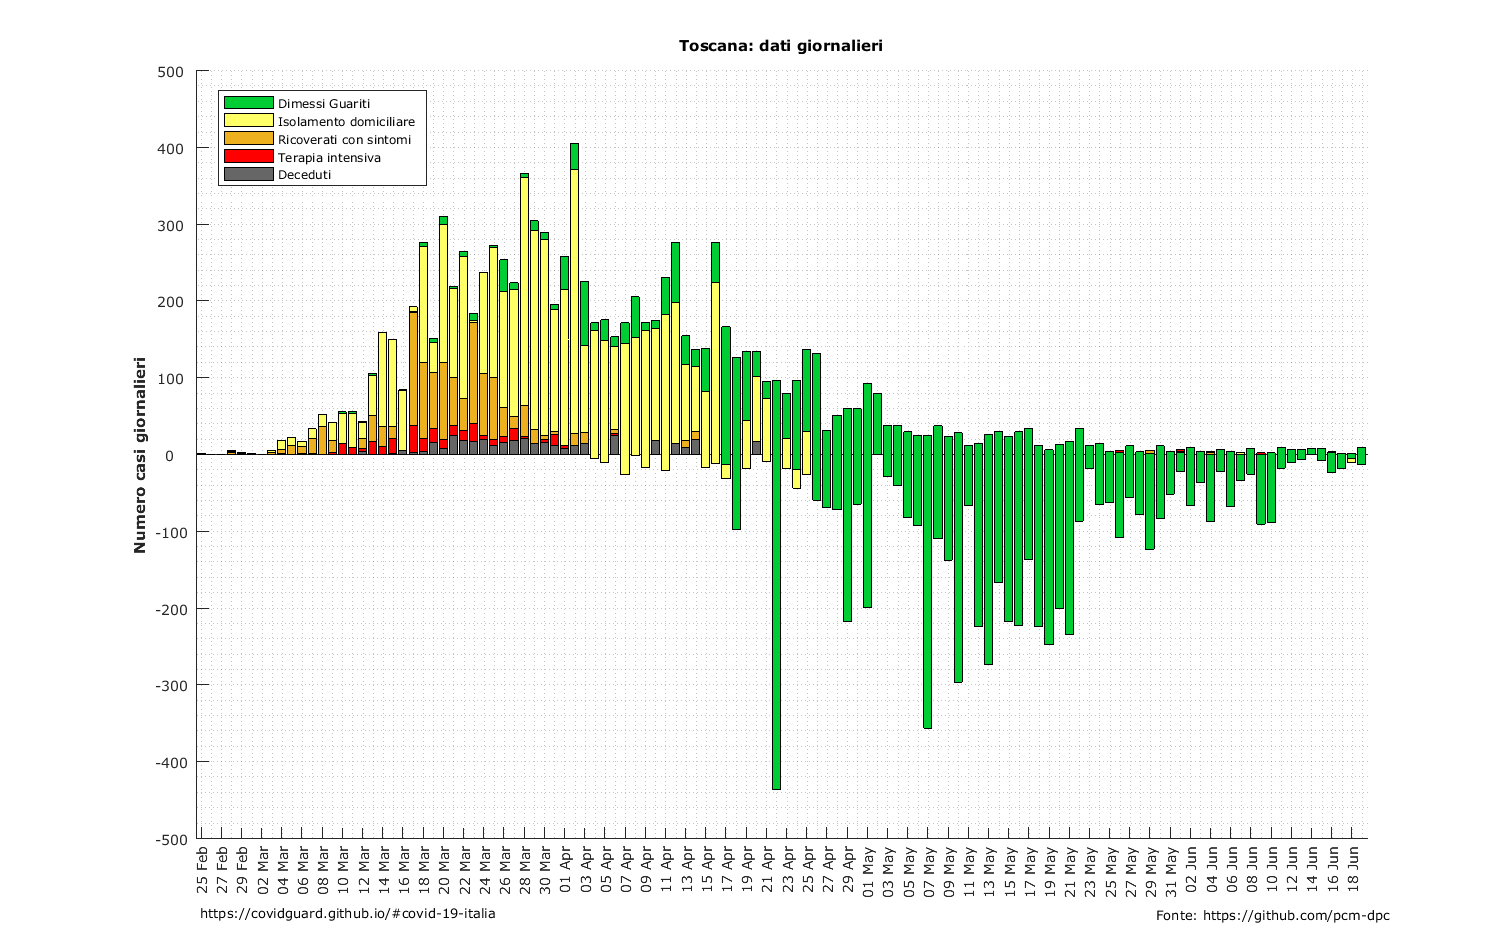 Toscana: dati giornalieri
Numero casi giornalieri
500
400
300
200
100
0
-100
-200
-300
-400
-500
Dimessi Guariti
Isolamento domiciliare
Ricoverati con sintomi
Terapia intensiva
Deceduti
25 Feb
27 Feb
29 Feb
02 Mar
04 Mar
06 Mar
08 Mar
10 Mar
12 Mar
14 Mar
16 Mar
18 Mar
20 Mar
22 Mar
24 Mar
26 Mar
28 Mar
30 Mar
01 Apr
03 Apr
05 Apr
07 Apr
09 Apr
11 Apr
13 Apr
15 Apr
17 Apr
19 Apr
21 Apr
23 Apr
25 Apr
27 Apr
29 Apr
01 May
03 May
05 May
07 May
09 May
11 May
13 May
15 May
17 May
19 May
21 May
23 May
25 May
27 May
29 May
31 May
02 Jun
04 Jun
06 Jun
08 Jun
10 Jun
12 Jun
14 Jun
16 Jun
18 Jun
https://covidguard.github.io/#covid-19-italia
Fonte: https://github.com/pcm-dpc